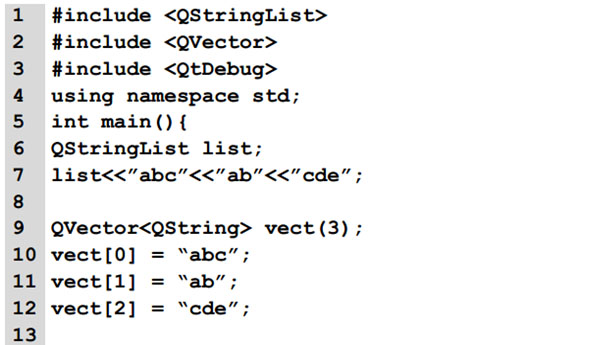 1 #include <QStringList>
2 #include <QVector>
3 #include <QtDebug>
4 using namespace std;
5 int main(){
6 QStringList list;
7 list<<”abc”<<”ab”<<”cde”;
8
9 QVector<QString> vect(3);
10 vect[0] = “abc”;
11 vect[1] = “ab”;
12 vect[2] = “cde”;
13